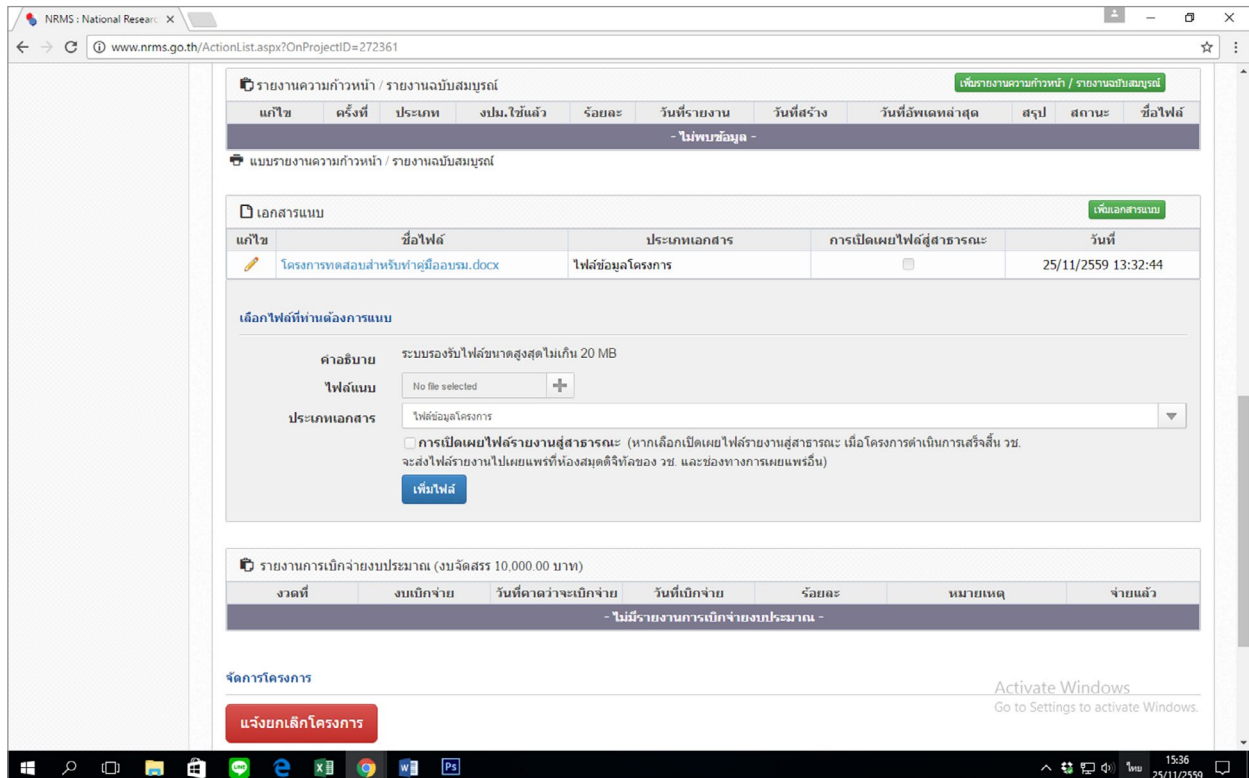 NRMS : National Researc
www.nrms.go.th/ActionList.aspx?OnProjectID=272361
รายงานความก้าวหน้า / รายงานฉบับสมบูรณ์ เพิ่มรายงานความก้าวหน้า / รายงานฉบับสมบูรณ์
แก้ไข ครั้งที่ ประเภท งปม.ใช้แล้ว ร้อยละ วันที่รายงาน วันที่สร้าง วันที่อัพเดทล่าสุด สรุป สถานะ ชื่อไฟล์
- ไม่พบข้อมูล -
แบบรายงานความก้าวหน้า / รายงานฉบับสมบูรณ์
เอกสารแนบ เพิ่มเอกสารแนบ
แก้ไข ชื่อไฟล์ ประเภทเอกสาร การเปิดเผยไฟล์สู่สาธารณะ วันที่
โครงการทดสอบสำหรับทำคู่มืออบรม.docx ไฟล์ข้อมูลโครงการ 25/11/2559 13:32:44
เลือกไฟล์ที่ท่านต้องการแนบ
คำอธิบาย ระบบรองรับไฟล์ขนาดสูงสุดไม่เกิน 20 MB
ไฟล์แนบ No file selected
ประเภทเอกสาร ไฟล์ข้อมูลโครงการ
การเปิดเผยไฟล์รายงานสู่สาธารณะ (หากเลือกเปิดเผยไฟล์รายงานสู่สาธารณะ เมื่อโครงการดำเนินการเสร็จสิ้น วช.
จะส่งไฟล์รายงานไปเผยแพร่ที่ห้องสมุดดิจิทัลของ วช. และช่องทางการเผยแพร่อื่น)
เพิ่มไฟล์
รายงานการเบิกจ่ายงบประมาณ (งบจัดสรร 10,000.00 บาท)
งวดที่ งบเบิกจ่าย วันที่คาดว่าจะเบิกจ่าย วันที่เบิกจ่าย ร้อยละ หมายเหตุ จ่ายแล้ว
- ไม่มีรายงานการเบิกจ่ายงบประมาณ -
จัดการโครงการ
แจ้งยกเลิกโครงการ
Activate Windows
Go to Settings to activate Windows.
LINE
Ps
ไทย
15:36
25/11/2559